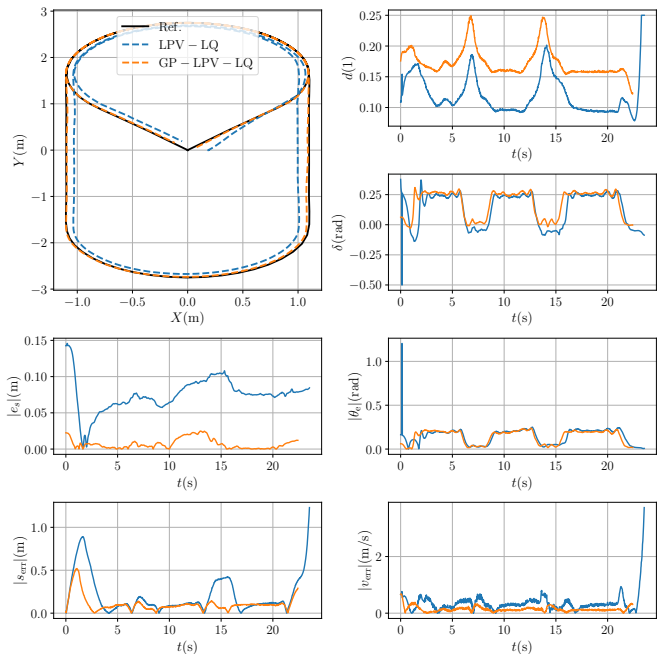 3
2
1
0
−1
−2
−3
Y(m)
−1.0 −0.5 0.0 0.5 1.0
X(m)
Ref.
LPV − LQ
GP − LPV − LQ
0.25
0.20
0.15
0.10
d(1)
0 5 10 15 20
t(s)
0.25
0.00
−0.25
−0.50
δ(rad)
0 5 10 15 20
t(s)
0.15
0.10
0.05
0.00
|e_s|(m)
0 5 10 15 20
t(s)
1.0
0.5
0.0
|θ_e|(rad)
0 5 10 15 20
t(s)
1.0
0.5
0.0
|s_err|(m)
0 5 10 15 20
t(s)
2
0
|v_err|(m/s)
0 5 10 15 20
t(s)